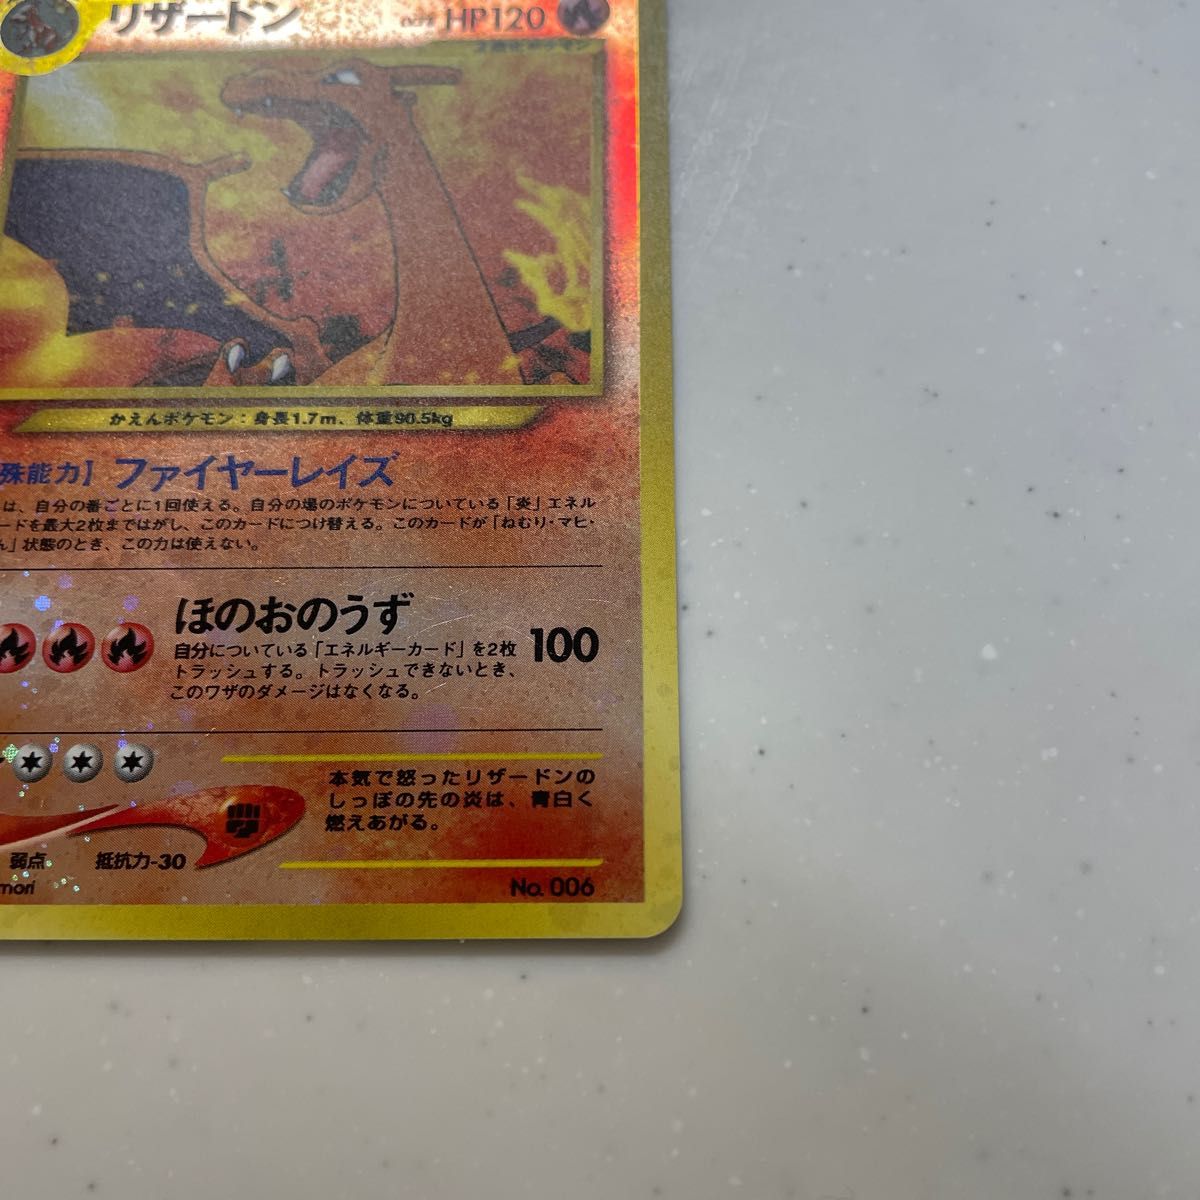 リザードン HP120
2進化ポケモン
かえんポケモン：身長1.7m、体重90.5kg
殊能力】ファイヤーレイズ
は、自分の番ごとに1回使える。自分の場のポケモンについている「炎」エネル
ードを最大2枚まではがし、このカードにつけ替える。このカードが「ねむり・マヒ・
ん」状態のとき、この力は使えない。
ほのおのうず 100
自分についている「エネルギーカード」を2枚
トラッシュする。トラッシュできないとき、
このワザのダメージはなくなる。
本気で怒ったリザードンの
しっぽの先の炎は、青白く
燃えあがる。
弱点 抵抗力-30
mori No. 006